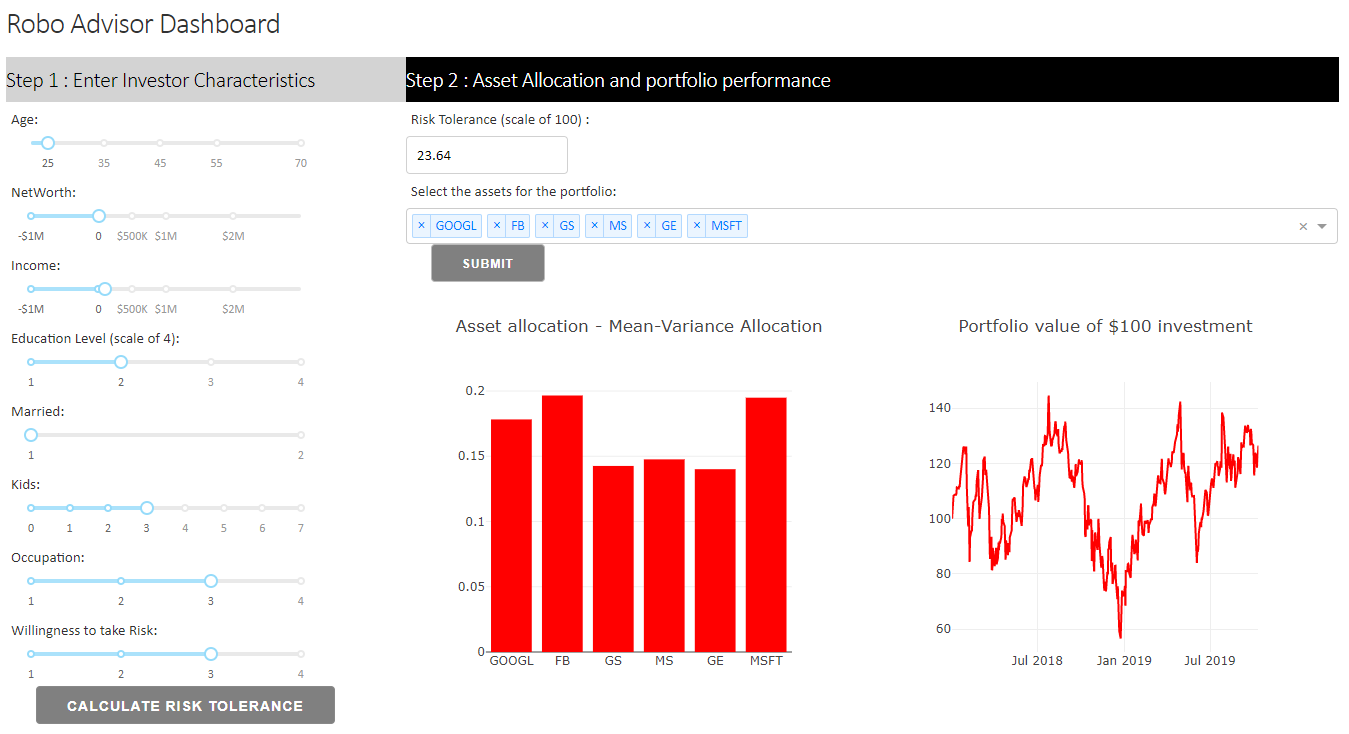 Robo Advisor Dashboard
Step 1 : Enter Investor Characteristics
Age:
25 35 45 55 70
NetWorth:
-$1M 0 $500K $1M $2M
Income:
-$1M 0 $500K $1M $2M
Education Level (scale of 4):
1 2 3 4
Married:
1 2
Kids:
0 1 2 3 4 5 6 7
Occupation:
1 2 3 4
Willingness to take Risk:
1 2 3 4
CALCULATE RISK TOLERANCE
Step 2 : Asset Allocation and portfolio performance
Risk Tolerance (scale of 100) :
23.64
Select the assets for the portfolio:
× GOOGL × FB × GS × MS × GE × MSFT ×
SUBMIT
Asset allocation - Mean-Variance Allocation
0.2
0.15
0.1
0.05
0
GOOGL FB GS MS GE MSFT
Portfolio value of $100 investment
140
120
100
80
60
Jul 2018 Jan 2019 Jul 2019